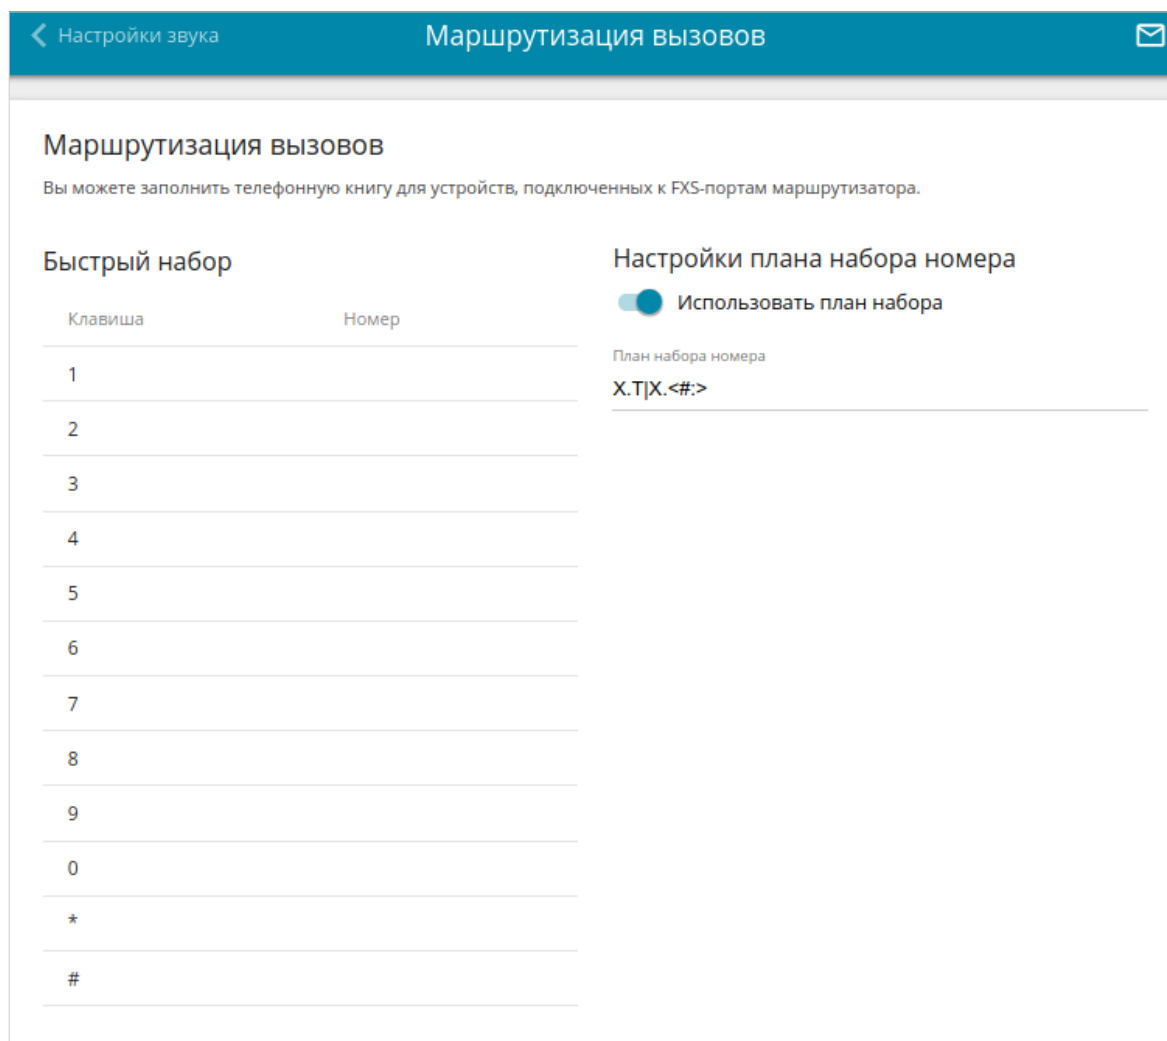 Настройки звука
Маршрутизация вызовов
Маршрутизация вызовов
Вы можете заполнить телефонную книгу для устройств, подключенных к FXS-портам маршрутизатора.
Быстрый набор
Клавиша Номер
1
2
3
4
5
6
7
8
9
0
*
#
Настройки плана набора номера
Использовать план набора
План набора номера
X.T|X.<#:>